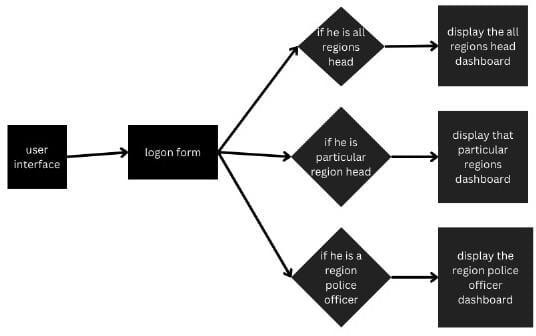 user
interface
logon form
if he is all
regions
head
display the all
regions head
dashboard
if he is
particular
region head
display that
particular
regions
dashboard
if he is a
region
police
officer
display the
region police
officer
dashboard